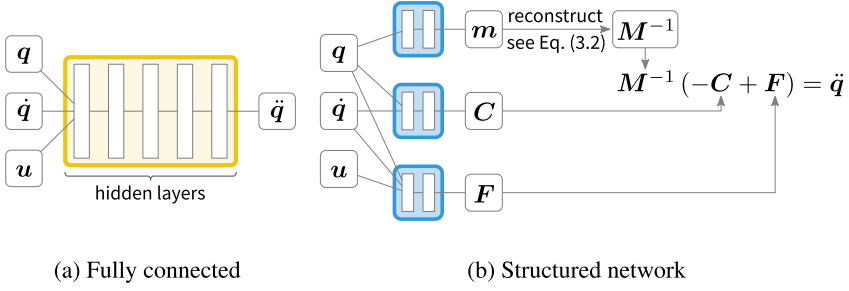 q
q̇
u
q̈
hidden layers
(a) Fully connected
q
q̇
u
m
C
F
reconstruct
see Eq. (3.2)
M⁻¹
M⁻¹ (−C + F) = q̈
(b) Structured network